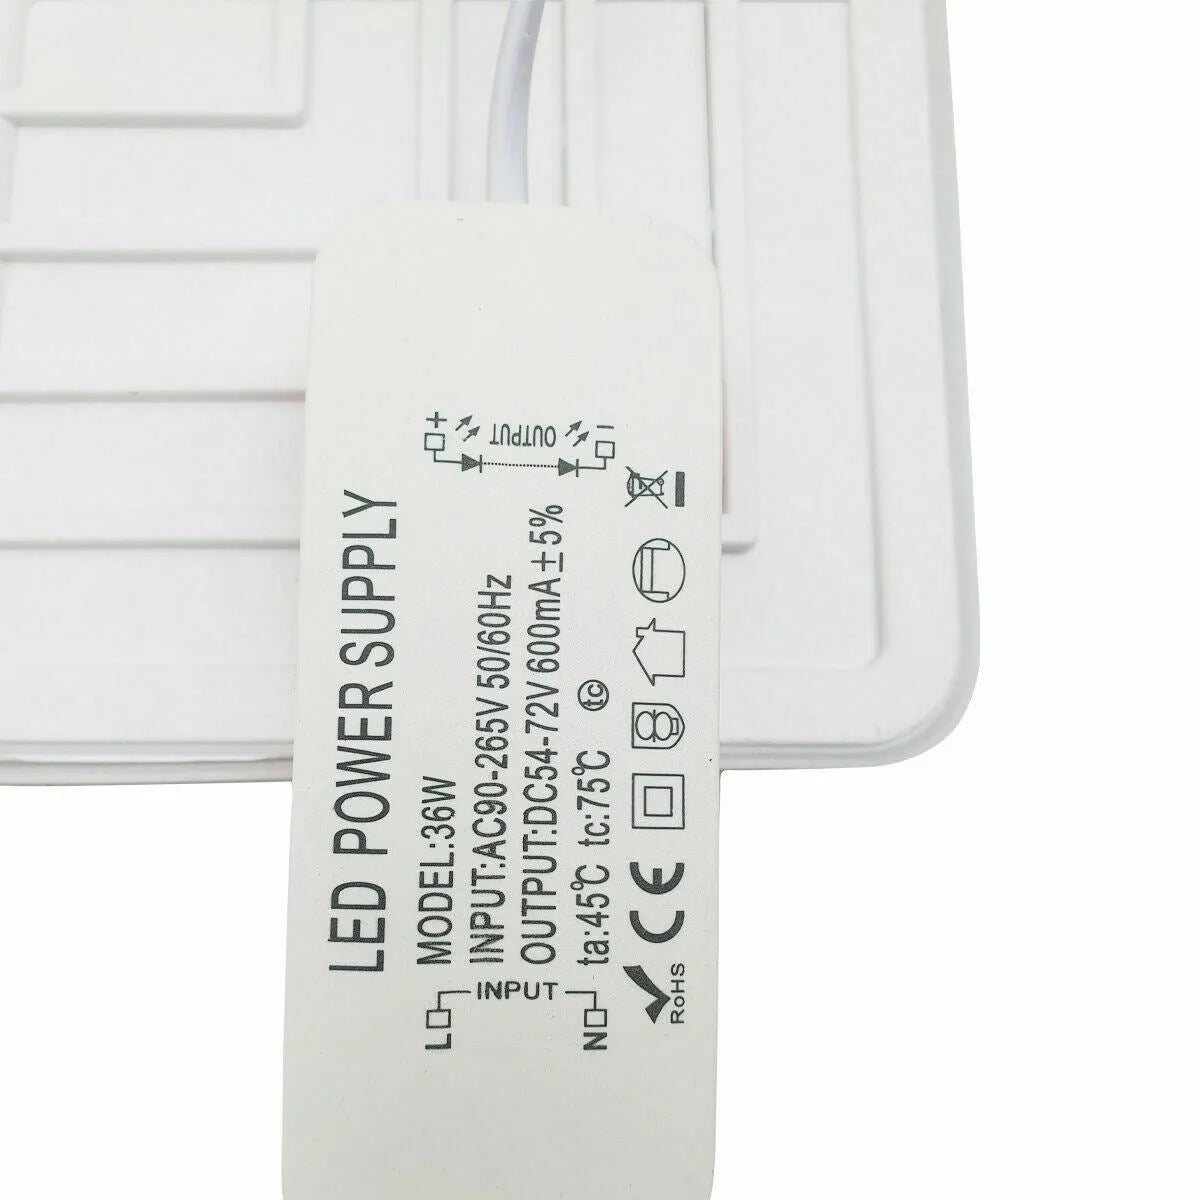 LED POWER SUPPLY
MODEL:36W
INPUT:AC90-265V 50/60Hz
OUTPUT:DC54-72V 600mA±5%
ta:45℃ tc:75℃ tc
L INPUT N
+ OUTPUT -
RoHS CE